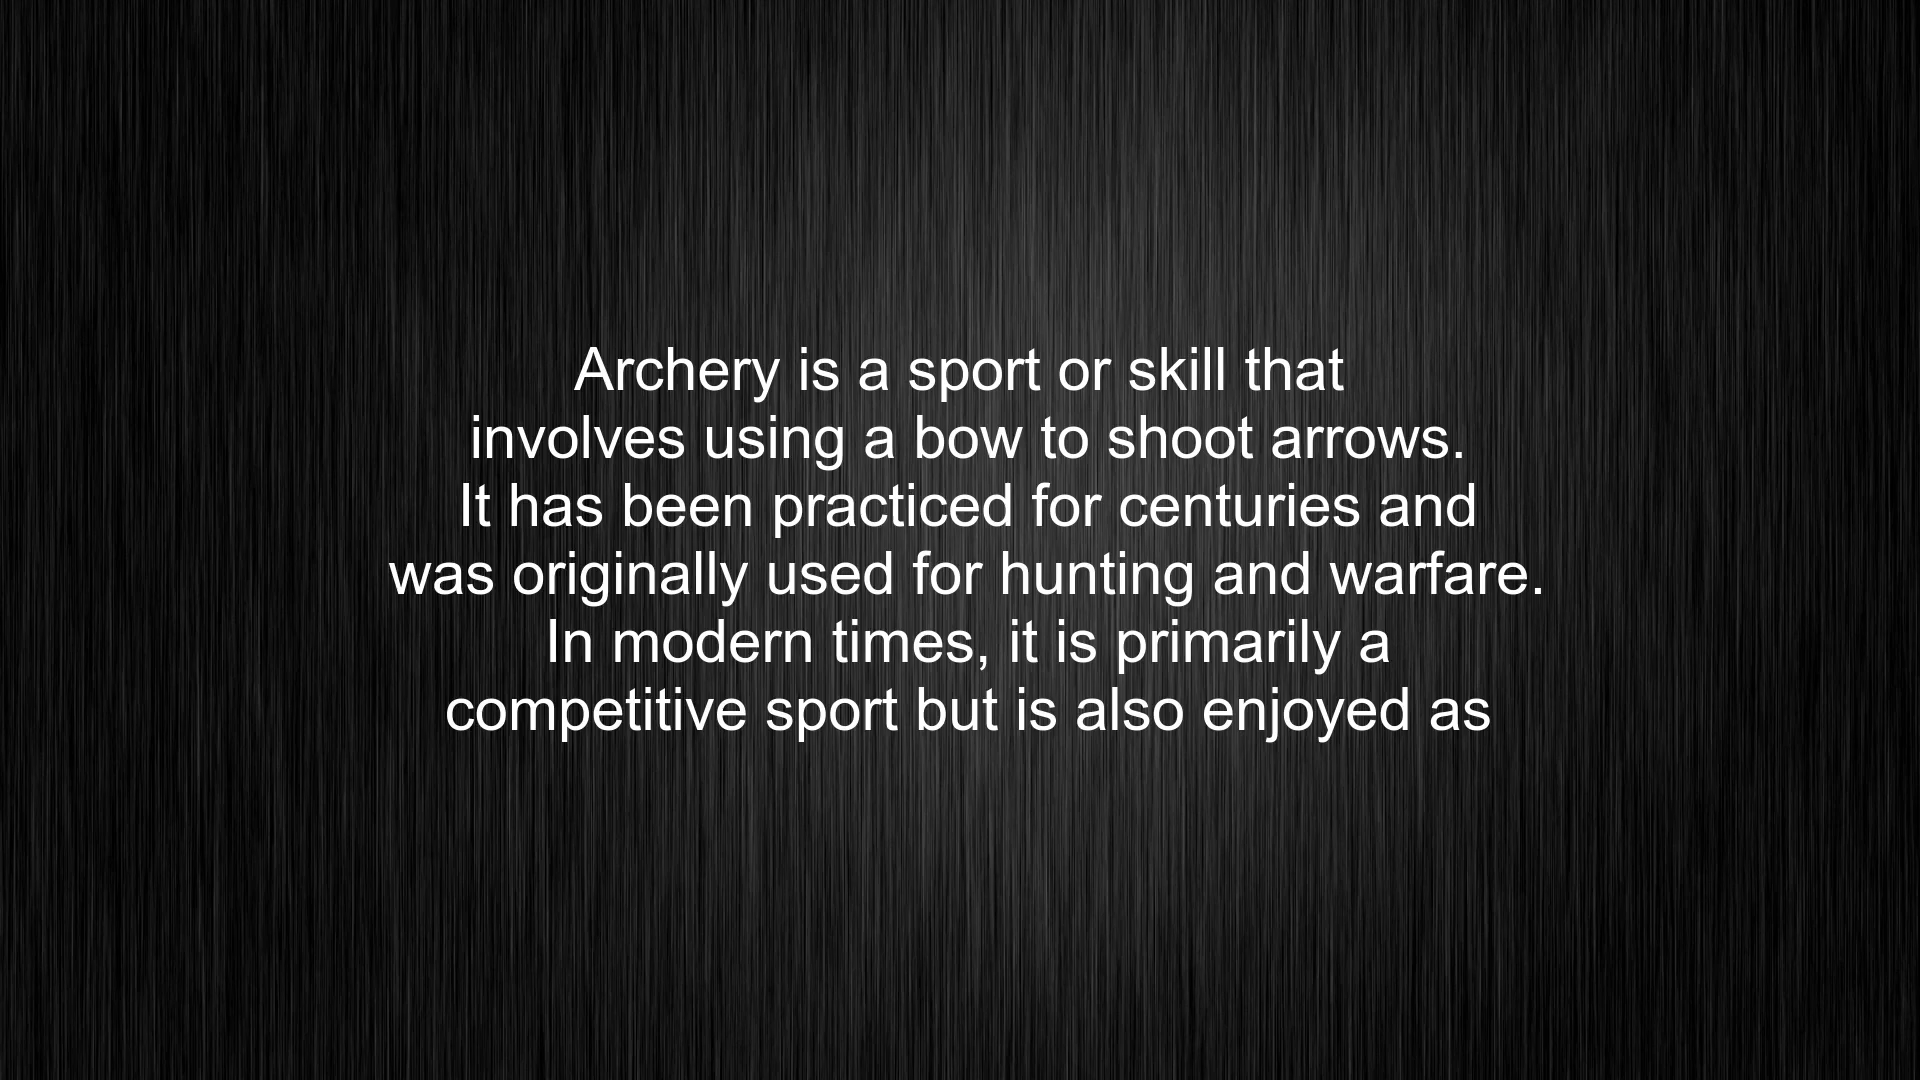 Archery is a sport or skill that
involves using a bow to shoot arrows.
It has been practiced for centuries and
was originally used for hunting and warfare.
In modern times, it is primarily a
competitive sport but is also enjoyed as